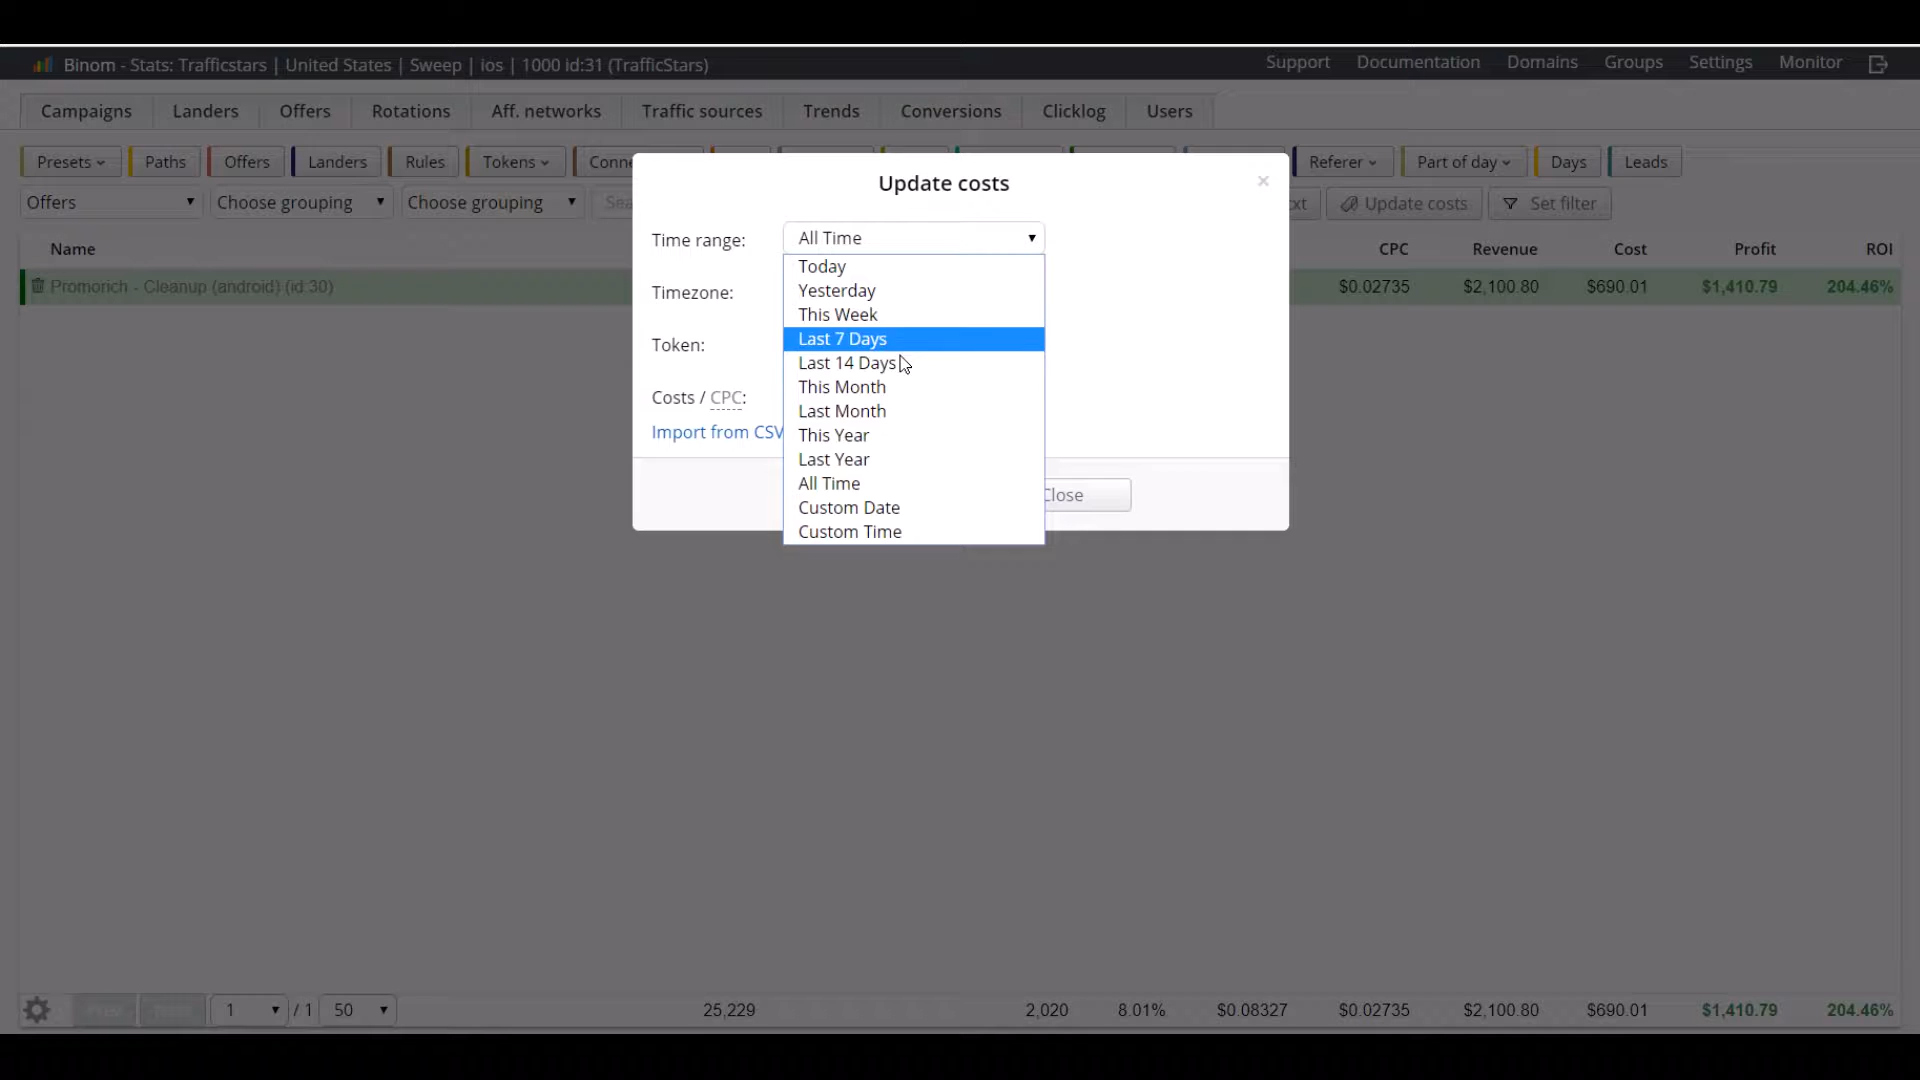 Binom - Stats: Trafficstars | United States | Sweep | ios | 1000 id:31 (TrafficStars)
Support Documentation Domains Groups Settings Monitor
Campaigns Landers Offers Rotations Aff. networks Traffic sources Trends Conversions Clicklog Users
Presets Paths Offers Landers Rules Tokens Conne Referer Part of day Days Leads
Offers Choose grouping Choose grouping Sea xt Update costs Set filter
Name CPC Revenue Cost Profit ROI
Promorich - Cleanup (android) (id:30) $0.02735 $2,100.80 $690.01 $1,410.79 204.46%
Update costs ×
Time range: All Time
Today
Yesterday
This Week
Last 7 Days
Last 14 Days
This Month
Last Month
This Year
Last Year
All Time
Custom Date
Custom Time
Timezone:
Token:
Costs / CPC:
Import from CSV
Close
1 / 1 50 25,229 2,020 8.01% $0.08327 $0.02735 $2,100.80 $690.01 $1,410.79 204.46%